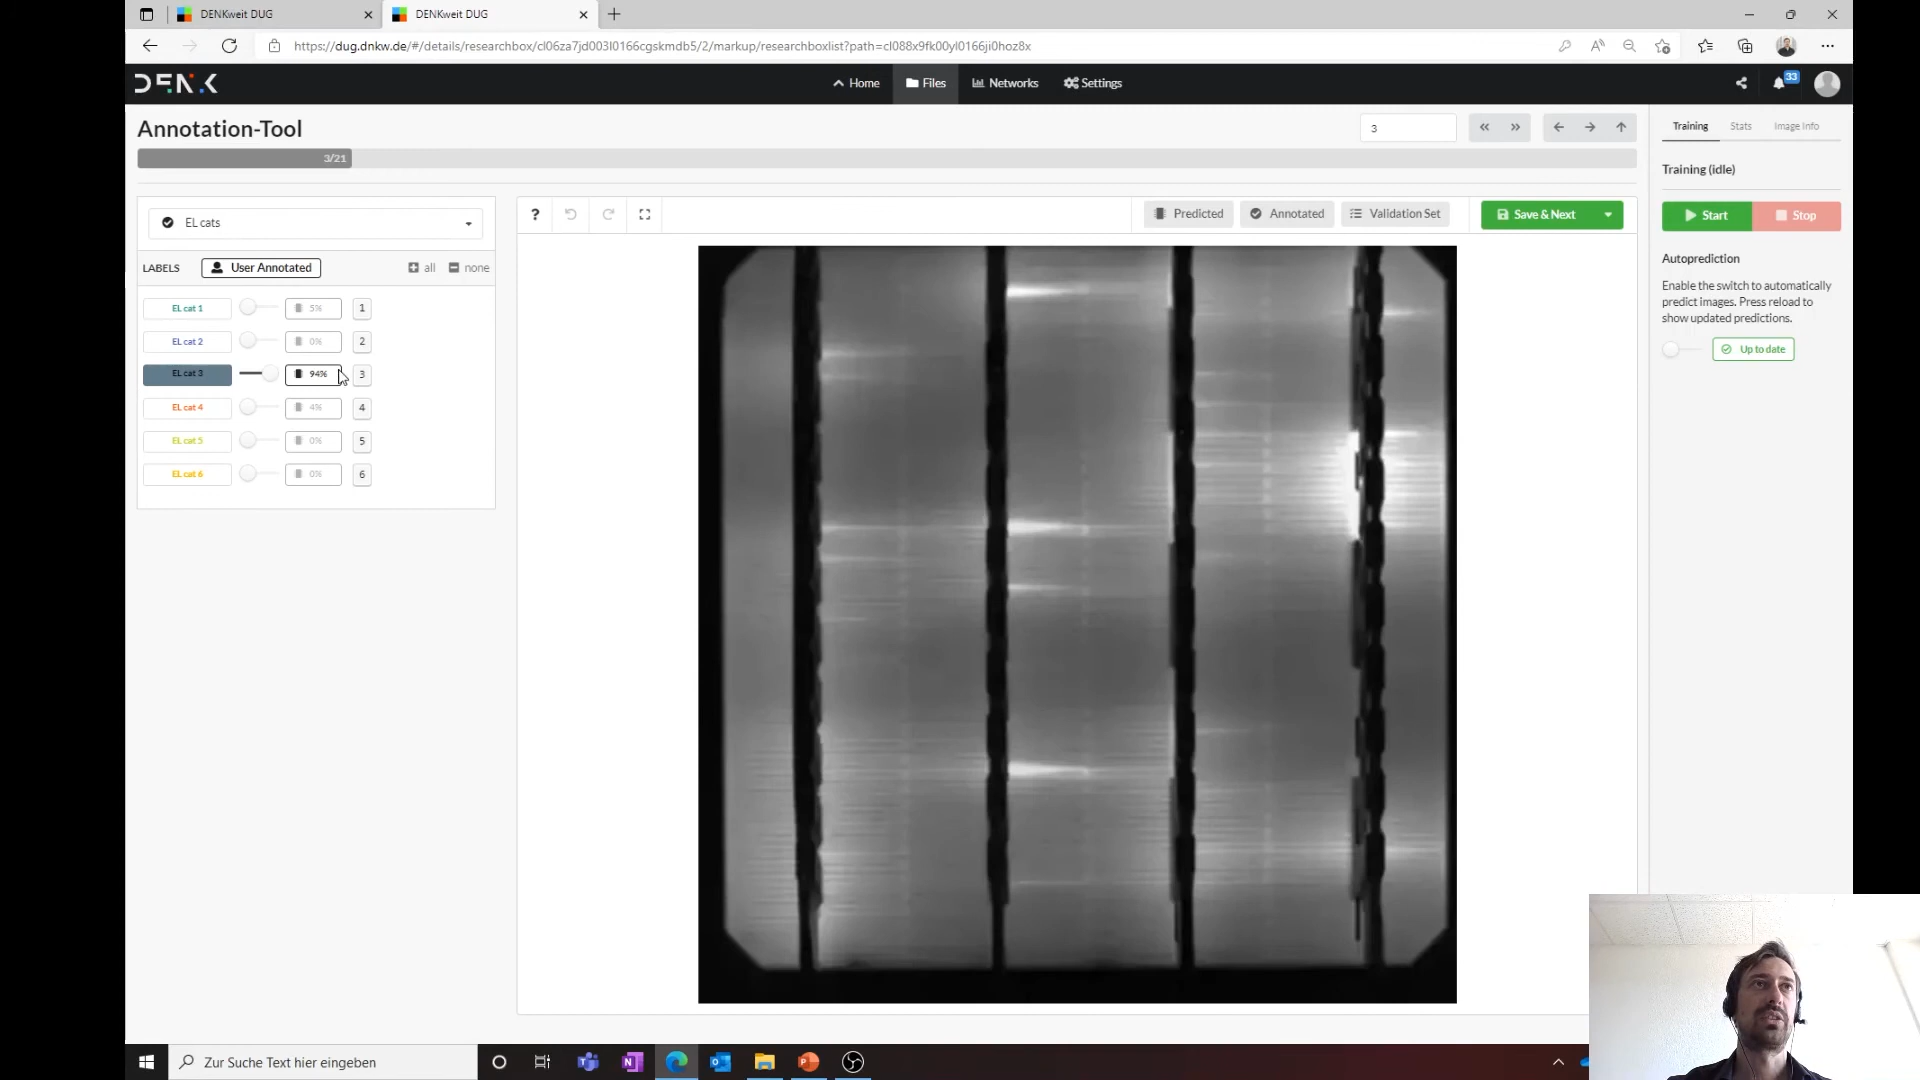 DENKweit DUG
DENKweit DUG
https://dug.dnkw.de/#/details/researchbox/cl06za7jd003l0166cgskmdb5/2/markup/researchboxlist?path=cl088x9fk00yl0166ji0hoz8x
DENK
Home
Files
Networks
Settings
33
Annotation-Tool
3
3/21
EL cats
LABELS
User Annotated
all
none
EL cat 1
5%
1
EL cat 2
0%
2
EL cat 3
94%
3
EL cat 4
4%
4
EL cat 5
0%
5
EL cat 6
0%
6
?
Predicted
Annotated
Validation Set
Save & Next
Training
Stats
Image Info
Training (idle)
Start
Stop
Autoprediction
Enable the switch to automatically
predict images. Press reload to
show updated predictions.
Up to date
Zur Suche Text hier eingeben